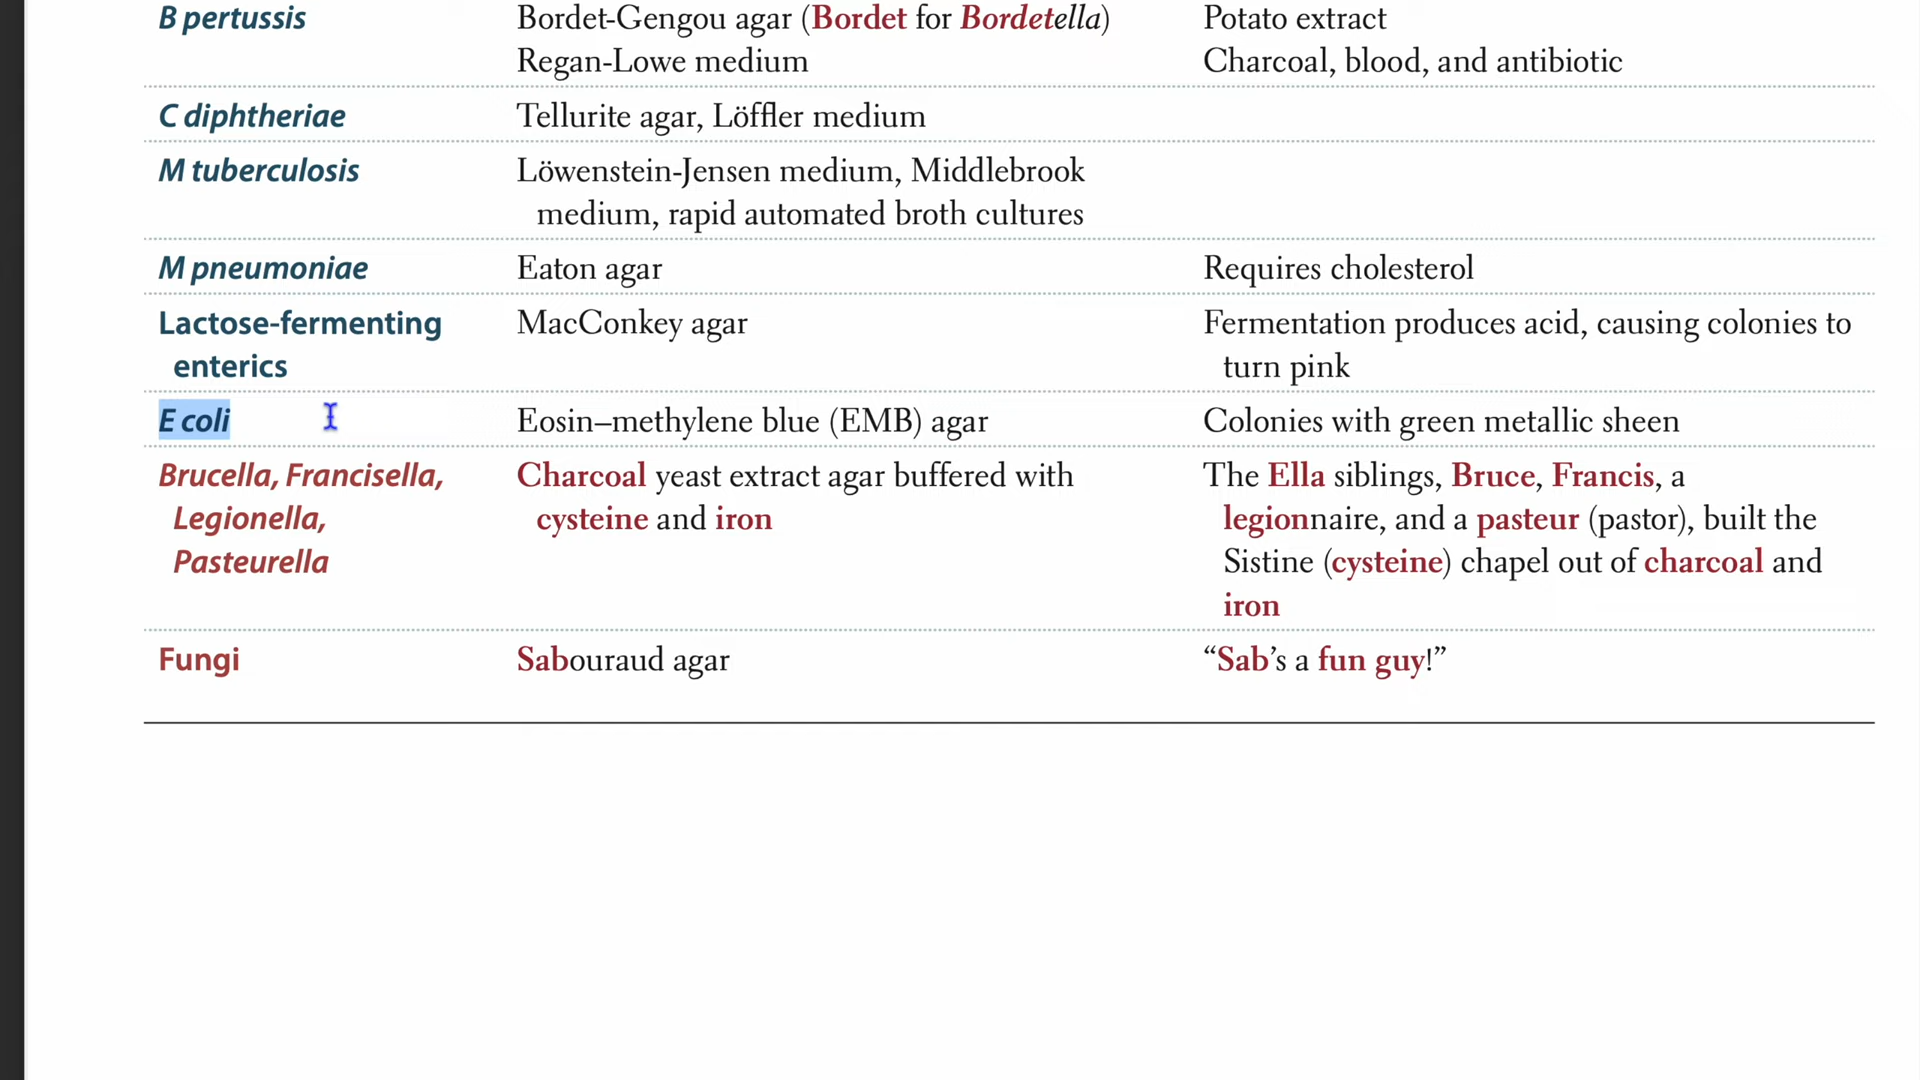 B pertussis Bordet-Gengou agar (Bordet for Bordetella) Potato extract
Regan-Lowe medium Charcoal, blood, and antibiotic
C diphtheriae Tellurite agar, Löffler medium
M tuberculosis Löwenstein-Jensen medium, Middlebrook
medium, rapid automated broth cultures
M pneumoniae Eaton agar Requires cholesterol
Lactose-fermenting MacConkey agar Fermentation produces acid, causing colonies to
enterics turn pink
E coli Eosin–methylene blue (EMB) agar Colonies with green metallic sheen
Brucella, Francisella, Charcoal yeast extract agar buffered with The Ella siblings, Bruce, Francis, a
Legionella, cysteine and iron legionnaire, and a pasteur (pastor), built the
Pasteurella Sistine (cysteine) chapel out of charcoal and
iron
Fungi Sabouraud agar “Sab’s a fun guy!”